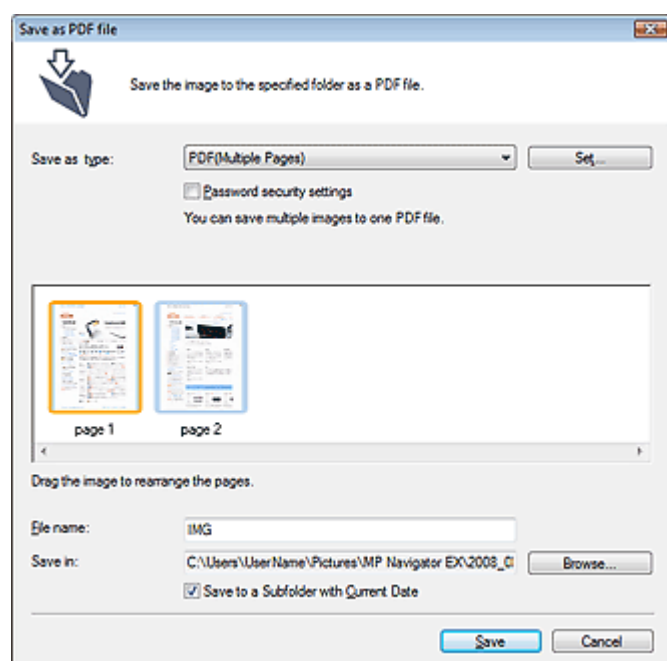 Save as PDF file
Save the image to the specified folder as a PDF file.
Save as type: PDF(Multiple Pages) Set...
Password security settings
You can save multiple images to one PDF file.
page 1 page 2
Drag the image to rearrange the pages.
File name: IMG
Save in: C:\Users\UserName\Pictures\MP Navigator EX\2008_0 Browse...
Save to a Subfolder with Current Date
Save Cancel